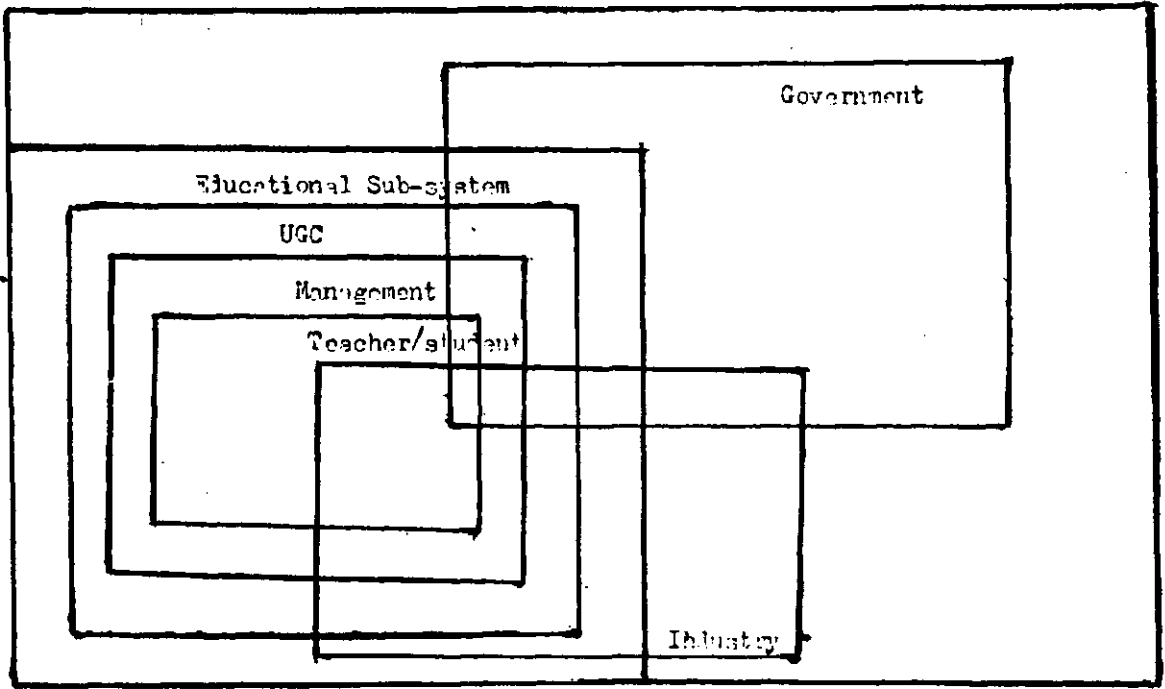 Government
Educational Sub-system
UGC
Management
Teacher/student
Industry